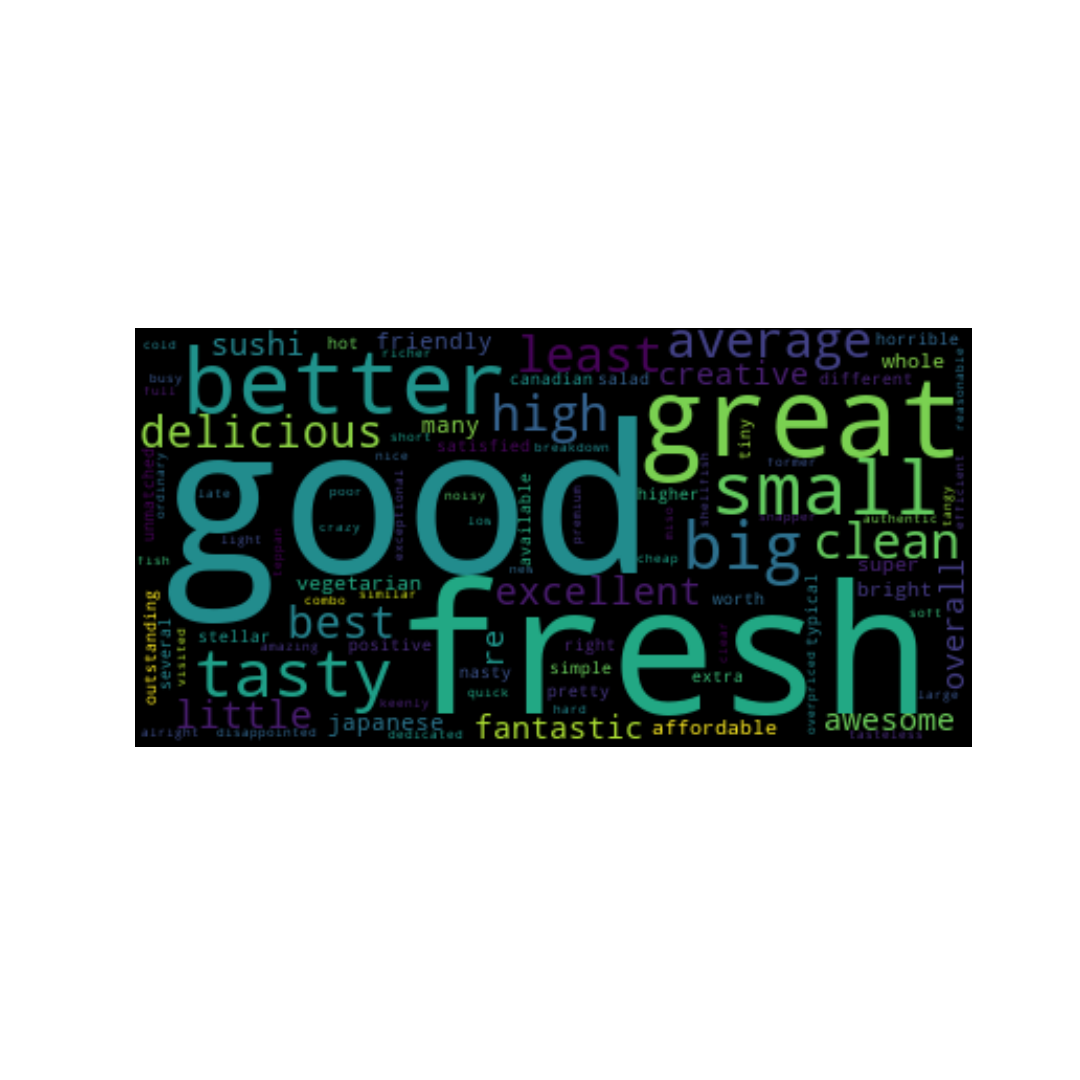 cold
sushi
hot
friendly
richer
least
average
horrible
busy
full
better
canadian
salad
creative
different
whole
reasonable
delicious
many
high
great
tiny
short
satisfied
breakdown
unmatched
ordinary
nice
good
late
poor
crazy
exceptional
noisy
low
available
premium
higher
miso
shellfish
former
small
snapper
authentic
tangy
efficient
light
teppan
fish
new
cheap
big
clean
super
vegetarian
combo
similar
excellent
worth
bright
overall
outstanding
several
visited
stellar
best
amazing
positive
re
fresh
right
clear
typical
soft
tasty
nasty
quick
simple
pretty
extra
overpriced
large
keenly
hard
little
japanese
alright
disappointed
dedicated
fantastic
affordable
awesome
tasteless